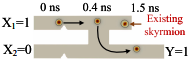 0 ns 0.4 ns 1.5 ns
X₁=1 Existing
skyrmion
X₂=0 Y=1